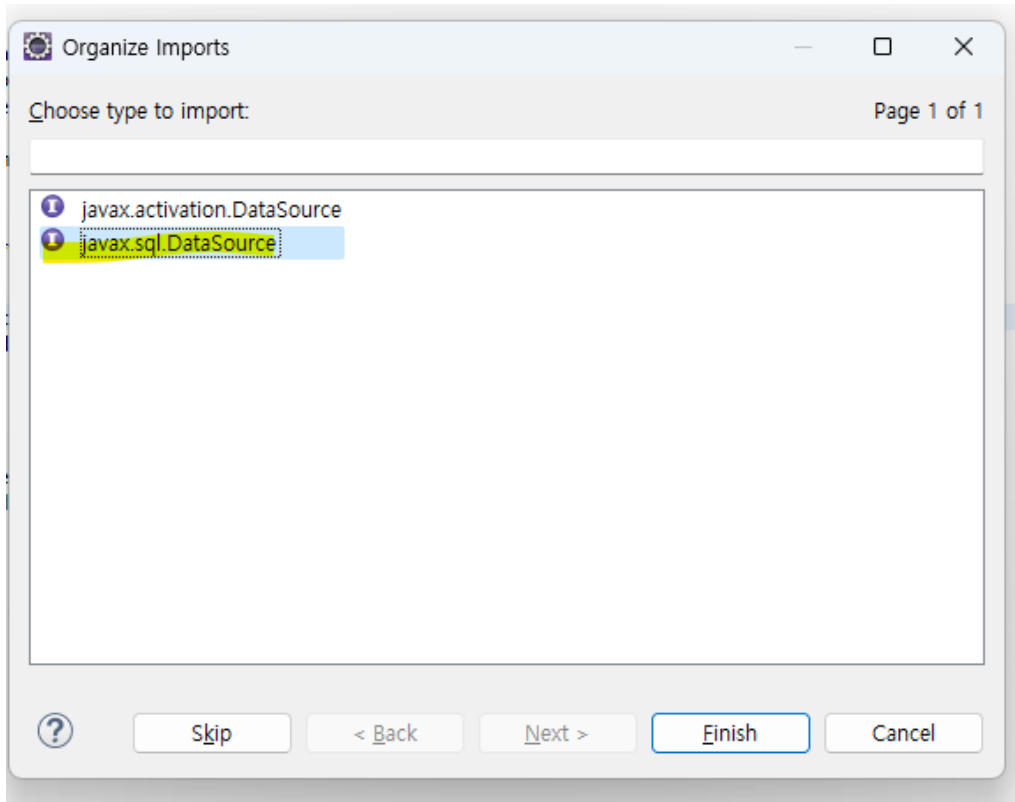 Organize Imports
Choose type to import:
Page 1 of 1
javax.activation.DataSource
javax.sql.DataSource
Skip
< Back
Next >
Finish
Cancel